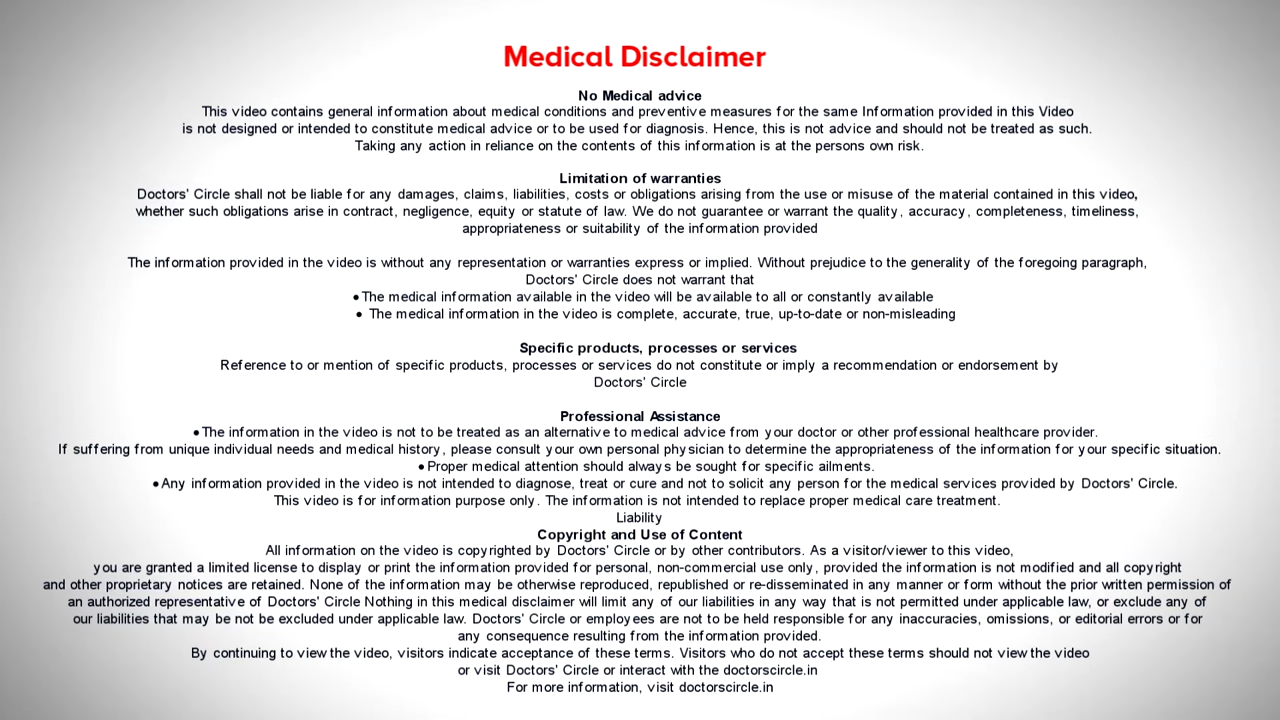 Medical Disclaimer
No Medical advice
This video contains general information about medical conditions and preventive measures for the same Information provided in this Video
is not designed or intended to constitute medical advice or to be used for diagnosis. Hence, this is not advice and should not be treated as such.
Taking any action in reliance on the contents of this information is at the persons own risk.
Limitation of warranties
Doctors' Circle shall not be liable for any damages, claims, liabilities, costs or obligations arising from the use or misuse of the material contained in this video,
whether such obligations arise in contract, negligence, equity or statute of law. We do not guarantee or warrant the quality, accuracy, completeness, timeliness,
appropriateness or suitability of the information provided
The information provided in the video is without any representation or warranties express or implied. Without prejudice to the generality of the foregoing paragraph,
Doctors' Circle does not warrant that
•The medical information available in the video will be available to all or constantly available
• The medical information in the video is complete, accurate, true, up-to-date or non-misleading
Specific products, processes or services
Reference to or mention of specific products, processes or services do not constitute or imply a recommendation or endorsement by
Doctors' Circle
Professional Assistance
•The information in the video is not to be treated as an alternative to medical advice from your doctor or other professional healthcare provider.
If suffering from unique individual needs and medical history, please consult your own personal physician to determine the appropriateness of the information for your specific situation.
•Proper medical attention should always be sought for specific ailments.
•Any information provided in the video is not intended to diagnose, treat or cure and not to solicit any person for the medical services provided by Doctors' Circle.
This video is for information purpose only. The information is not intended to replace proper medical care treatment.
Liability
Copyright and Use of Content
All information on the video is copyrighted by Doctors' Circle or by other contributors. As a visitor/viewer to this video,
you are granted a limited license to display or print the information provided for personal, non-commercial use only, provided the information is not modified and all copyright
and other proprietary notices are retained. None of the information may be otherwise reproduced, republished or re-disseminated in any manner or form without the prior written permission of
an authorized representative of Doctors' Circle Nothing in this medical disclaimer will limit any of our liabilities in any way that is not permitted under applicable law, or exclude any of
our liabilities that may be not be excluded under applicable law. Doctors' Circle or employees are not to be held responsible for any inaccuracies, omissions, or editorial errors or for
any consequence resulting from the information provided.
By continuing to view the video, visitors indicate acceptance of these terms. Visitors who do not accept these terms should not view the video
or visit Doctors' Circle or interact with the doctorscircle.in
For more information, visit doctorscircle.in